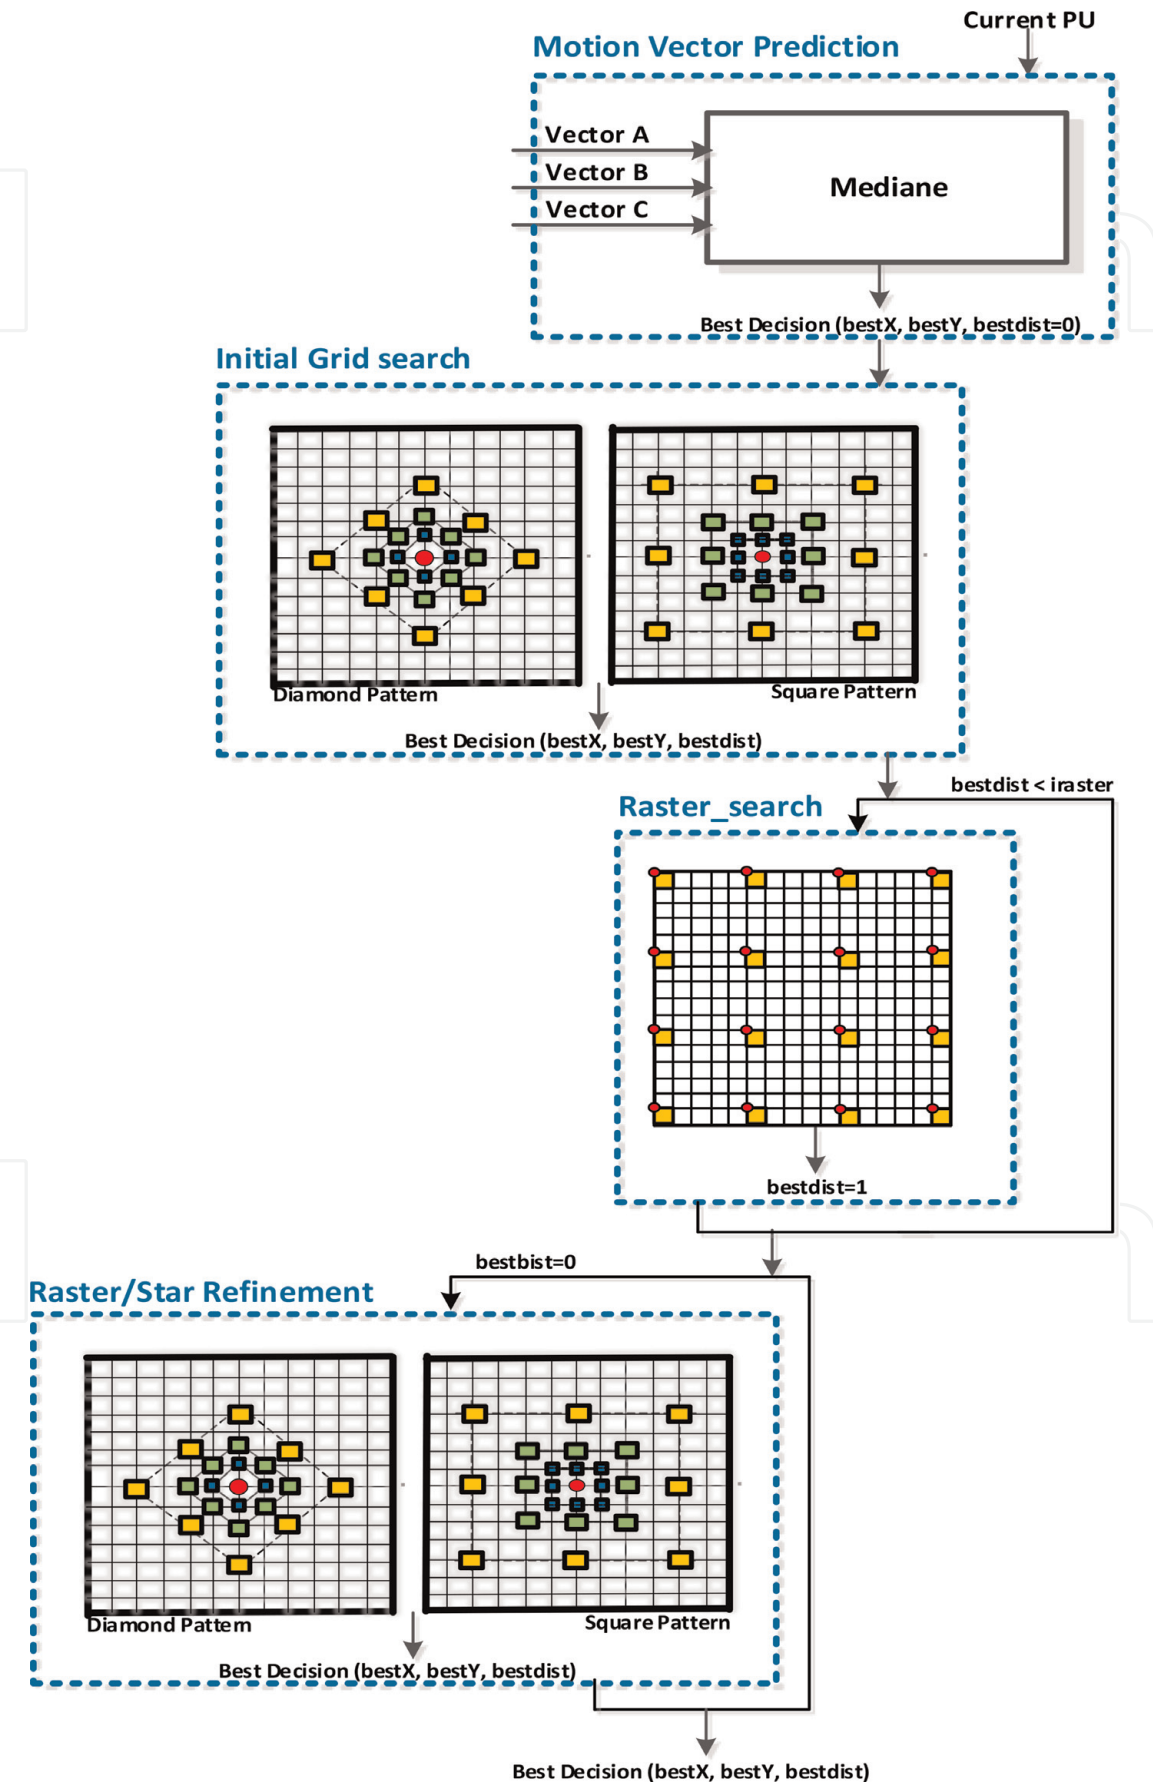 Current PU
Motion Vector Prediction
Vector A
Vector B
Vector C
Mediane
Best Decision (bestX, bestY, bestdist=0)
Initial Grid search
Diamond Pattern
Square Pattern
Best Decision (bestX, bestY, bestdist)
bestdist < iraster
Raster_search
bestdist=1
bestbist=0
Raster/Star Refinement
Diamond Pattern
Square Pattern
Best Decision (bestX, bestY, bestdist)
Best Decision (bestX, bestY, bestdist)